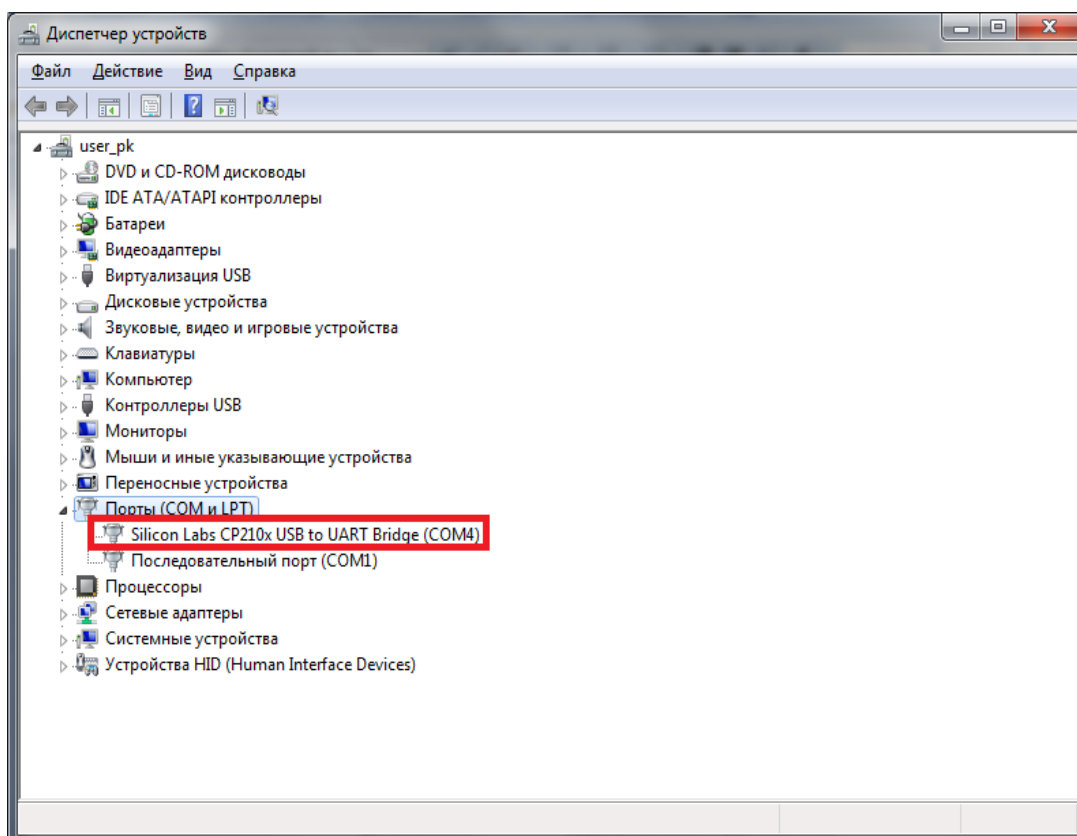 Диспетчер устройств
Файл Действие Вид Справка
user_pk
DVD и CD-ROM дисководы
IDE ATA/ATAPI контроллеры
Батареи
Видеоадаптеры
Виртуализация USB
Дисковые устройства
Звуковые, видео и игровые устройства
Клавиатуры
Компьютер
Контроллеры USB
Мониторы
Мыши и иные указывающие устройства
Переносные устройства
Порты (COM и LPT)
Silicon Labs CP210x USB to UART Bridge (COM4)
Последовательный порт (COM1)
Процессоры
Сетевые адаптеры
Системные устройства
Устройства HID (Human Interface Devices)